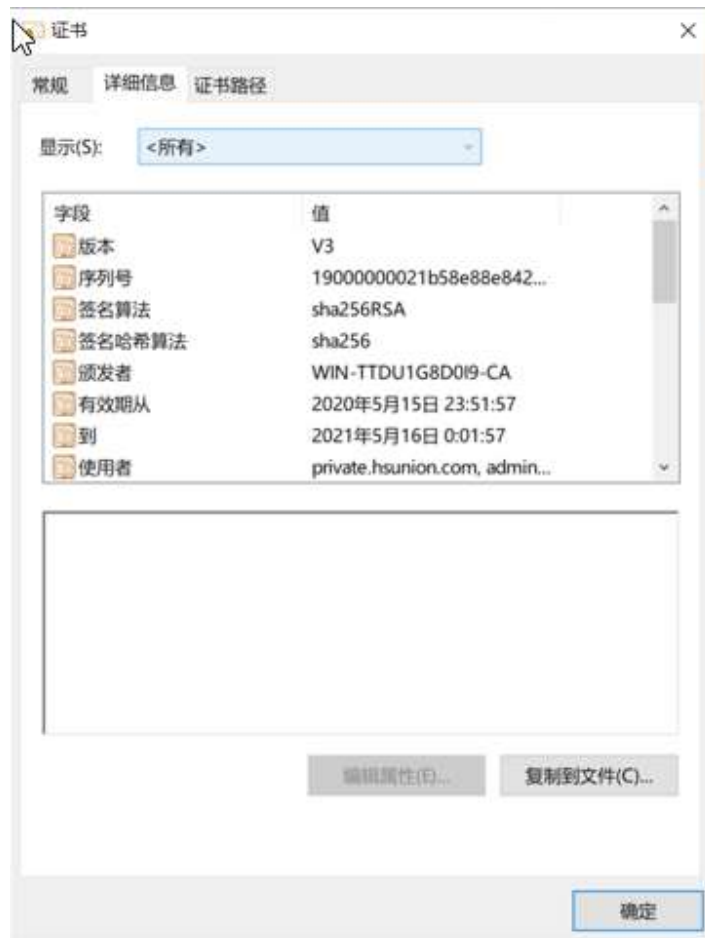 证书
常规 详细信息 证书路径
显示(S): <所有>
字段 值
版本 V3
序列号 19000000021b58e88e842...
签名算法 sha256RSA
签名哈希算法 sha256
颁发者 WIN-TTDU1G8D0I9-CA
有效期从 2020年5月15日 23:51:57
到 2021年5月16日 0:01:57
使用者 private.hsunion.com, admin...
编辑属性(E)... 复制到文件(C)...
确定